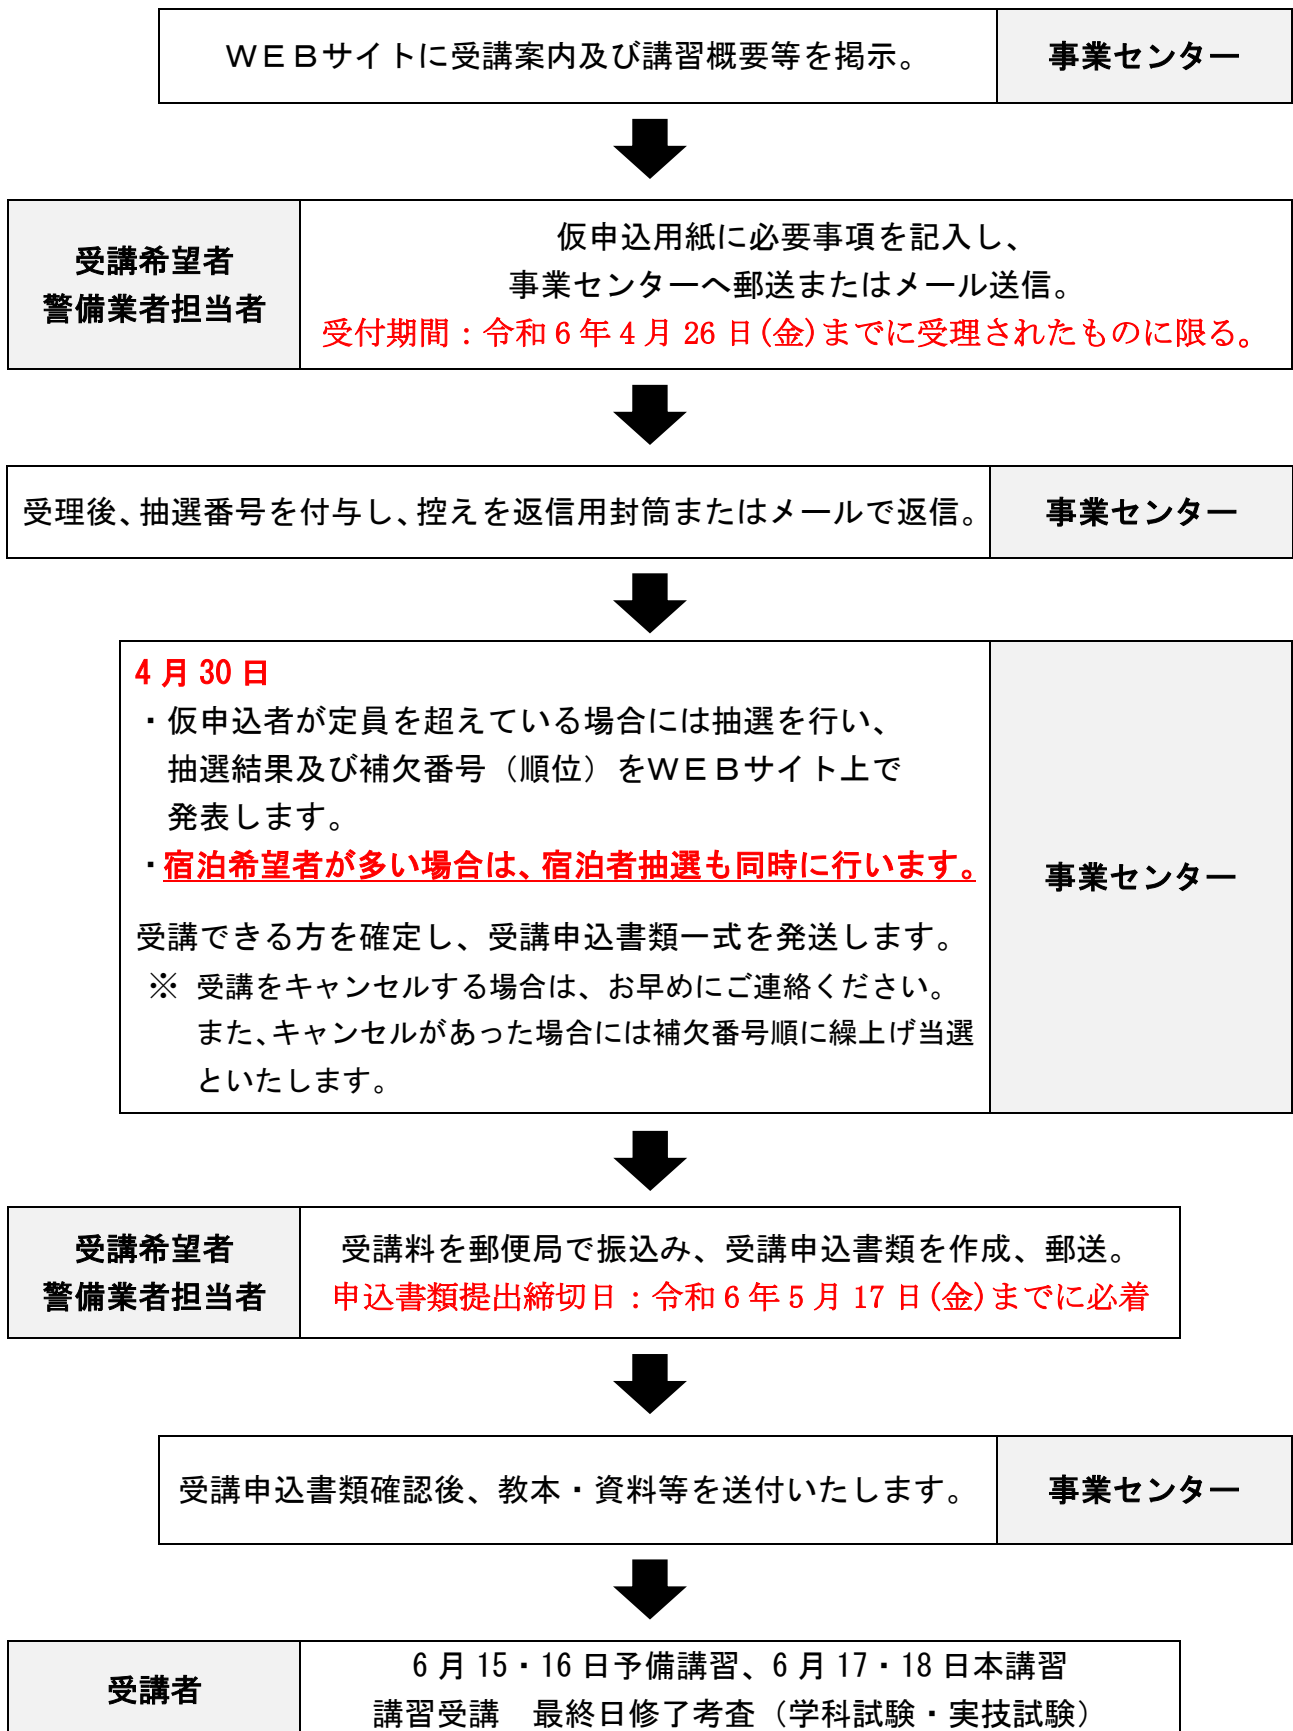 ＷＥＢサイトに受講案内及び講習概要等を掲示。
事業センター
受講希望者
警備業者担当者
仮申込用紙に必要事項を記入し、
事業センターへ郵送またはメール送信。
受付期間：令和6年4月26日(金)までに受理されたものに限る。
受理後、抽選番号を付与し、控えを返信用封筒またはメールで返信。
事業センター
4月30日
・仮申込者が定員を超えている場合には抽選を行い、
抽選結果及び補欠番号（順位）をＷＥＢサイト上で
発表します。
・宿泊希望者が多い場合は、宿泊者抽選も同時に行います。
受講できる方を確定し、受講申込書類一式を発送します。
※ 受講をキャンセルする場合は、お早めにご連絡ください。
また、キャンセルがあった場合には補欠番号順に繰上げ当選
といたします。
事業センター
受講希望者
警備業者担当者
受講料を郵便局で振込み、受講申込書類を作成、郵送。
申込書類提出締切日：令和6年5月17日(金)までに必着
受講申込書類確認後、教本・資料等を送付いたします。
事業センター
受講者
6月15・16日予備講習、6月17・18日本講習
講習受講　最終日修了考査（学科試験・実技試験）